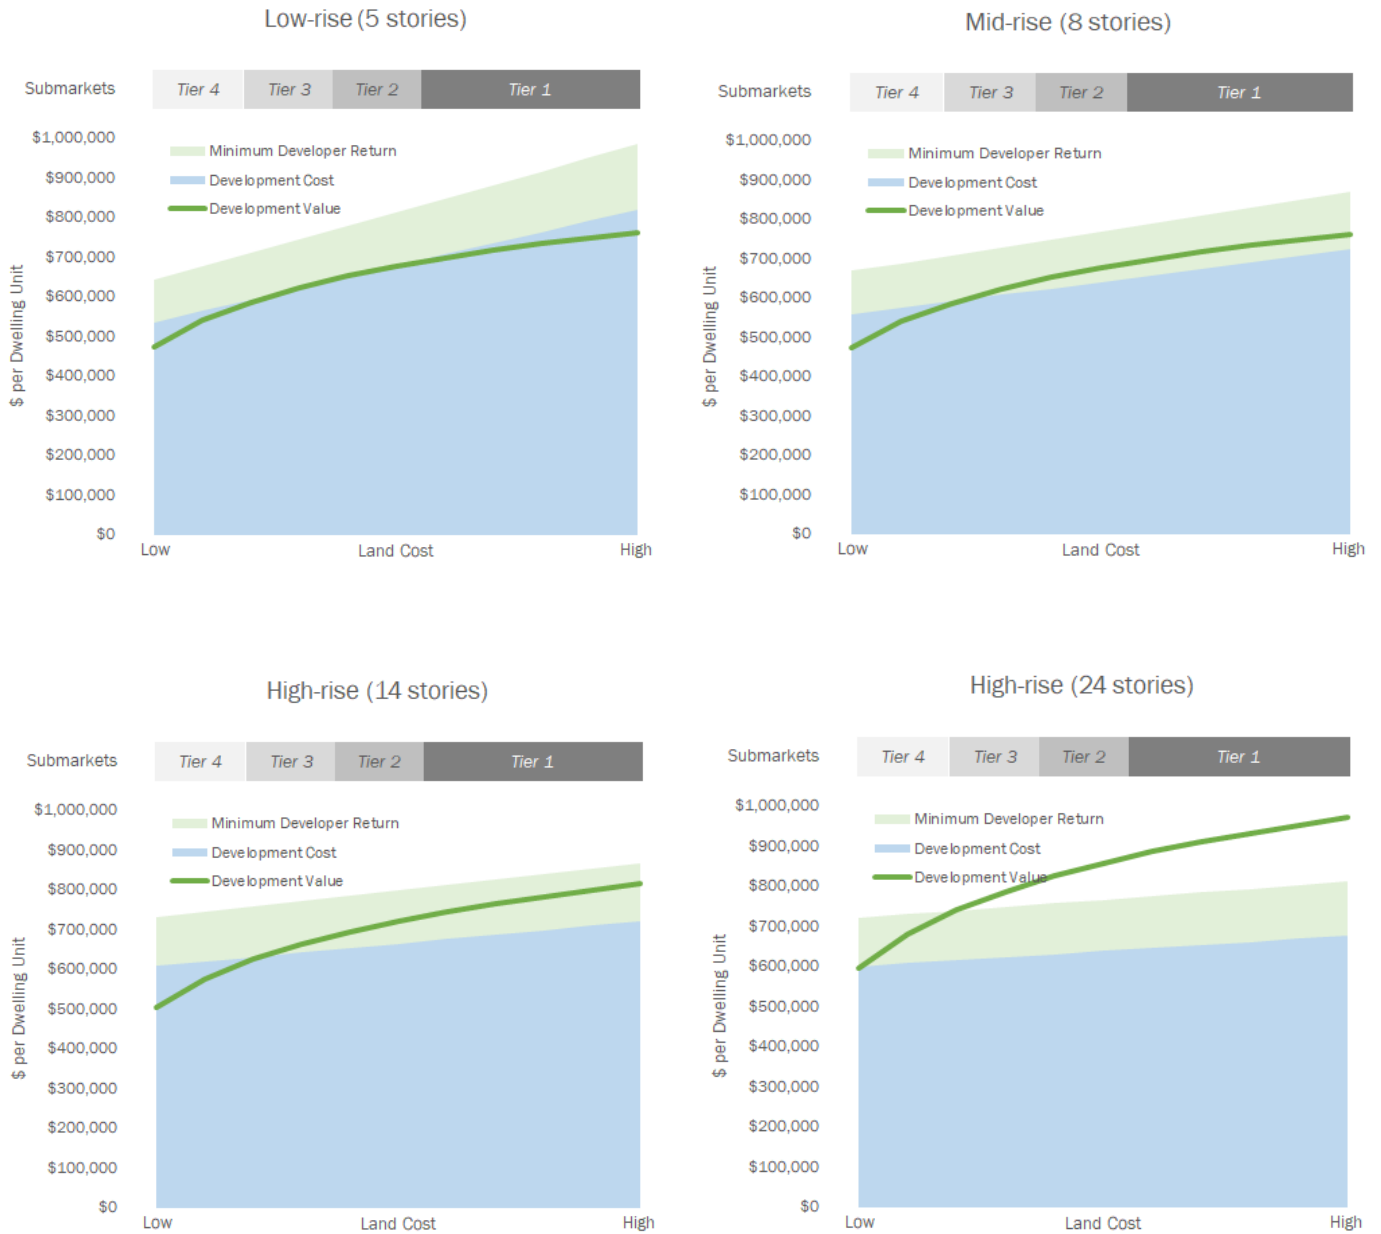 Low-rise (5 stories)
Submarkets Tier 4 Tier 3 Tier 2 Tier 1
$1,000,000
$900,000
$800,000
$700,000
$600,000
$500,000
$400,000
$300,000
$200,000
$100,000
$0
$ per Dwelling Unit
Minimum Developer Return
Development Cost
Development Value
Low Land Cost High
Mid-rise (8 stories)
Submarkets Tier 4 Tier 3 Tier 2 Tier 1
$1,000,000
$900,000
$800,000
$700,000
$600,000
$500,000
$400,000
$300,000
$200,000
$100,000
$0
$ per Dwelling Unit
Minimum Developer Return
Development Cost
Development Value
Low Land Cost High
High-rise (14 stories)
Submarkets Tier 4 Tier 3 Tier 2 Tier 1
$1,000,000
$900,000
$800,000
$700,000
$600,000
$500,000
$400,000
$300,000
$200,000
$100,000
$0
$ per Dwelling Unit
Minimum Developer Return
Development Cost
Development Value
Low Land Cost High
High-rise (24 stories)
Submarkets Tier 4 Tier 3 Tier 2 Tier 1
$1,000,000
$900,000
$800,000
$700,000
$600,000
$500,000
$400,000
$300,000
$200,000
$100,000
$0
$ per Dwelling Unit
Minimum Developer Return
Development Cost
Development Value
Low Land Cost High